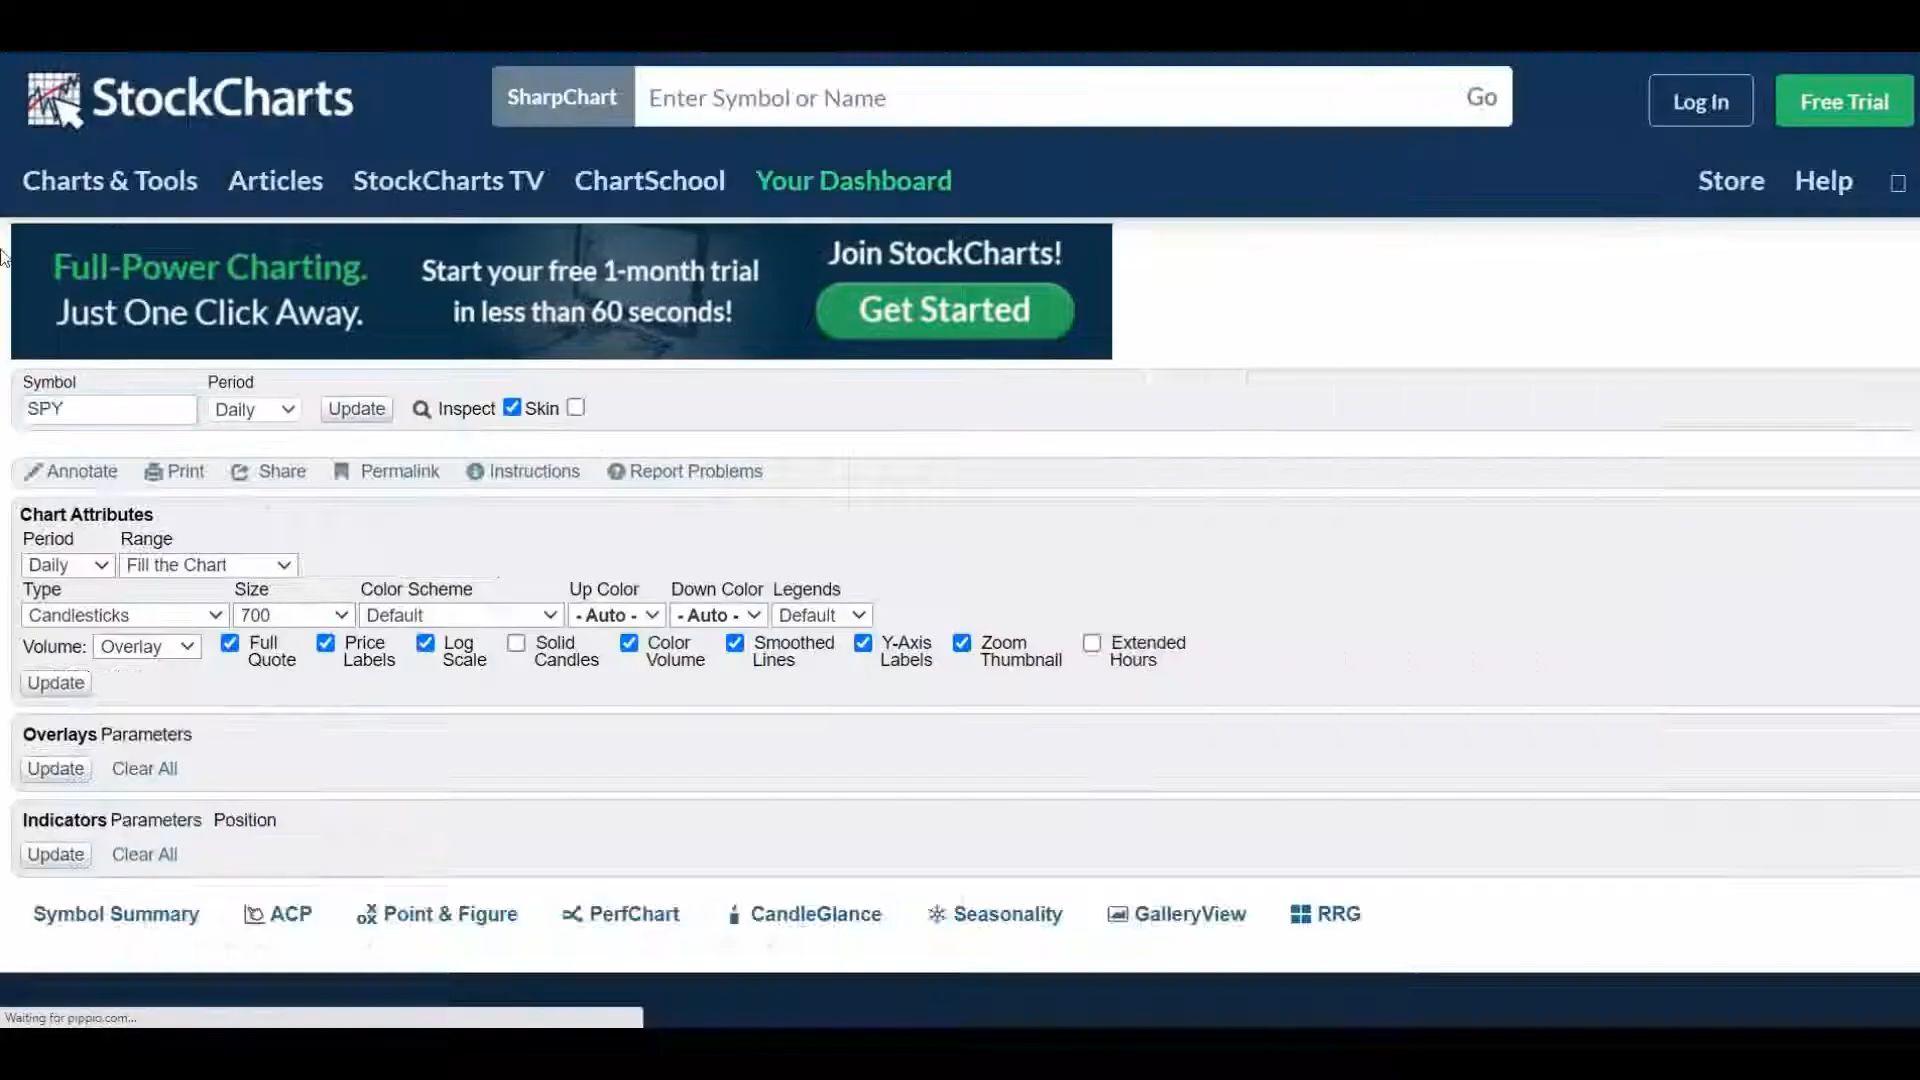 StockCharts
SharpChart Enter Symbol or Name Go
Log In Free Trial
Charts & Tools Articles StockCharts TV ChartSchool Your Dashboard Store Help
Full-Power Charting.
Just One Click Away.
Start your free 1-month trial
in less than 60 seconds!
Join StockCharts!
Get Started
Symbol Period
SPY Daily Update Inspect Skin
Annotate Print Share Permalink Instructions Report Problems
Chart Attributes
Period Range
Daily Fill the Chart
Type Size Color Scheme Up Color Down Color Legends
Candlesticks 700 Default - Auto - - Auto - Default
Volume: Overlay Full Quote Price Labels Log Scale Solid Candles Color Volume Smoothed Lines Y-Axis Labels Zoom Thumbnail Extended Hours
Update
Overlays Parameters
Update Clear All
Indicators Parameters Position
Update Clear All
Symbol Summary ACP Point & Figure PerfChart CandleGlance Seasonality GalleryView RRG
Waiting for pippio.com...